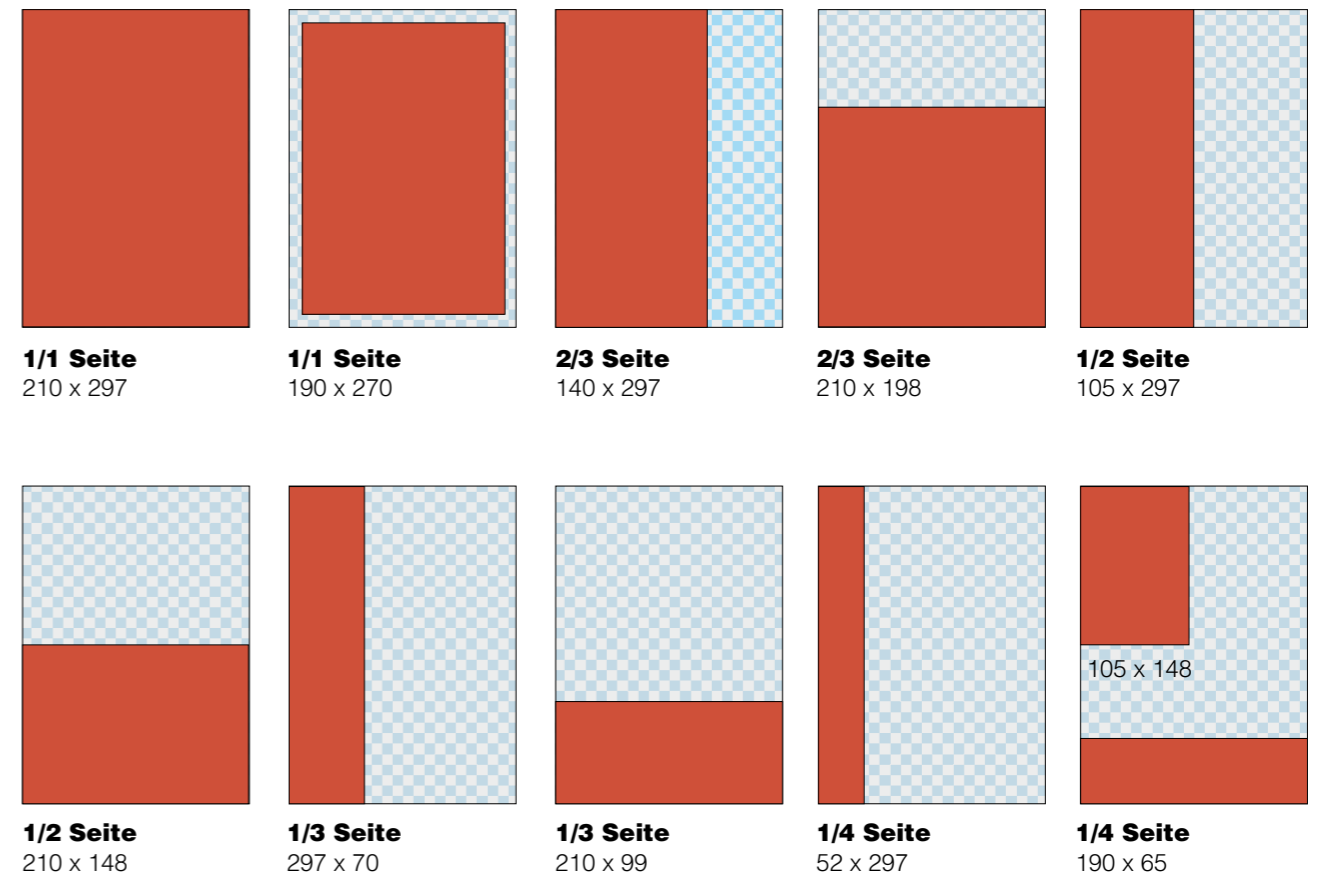 1/1 Seite
210 x 297
1/1 Seite
190 x 270
2/3 Seite
140 x 297
2/3 Seite
210 x 198
1/2 Seite
105 x 297
1/2 Seite
210 x 148
1/3 Seite
297 x 70
1/3 Seite
210 x 99
1/4 Seite
52 x 297
105 x 148
1/4 Seite
190 x 65